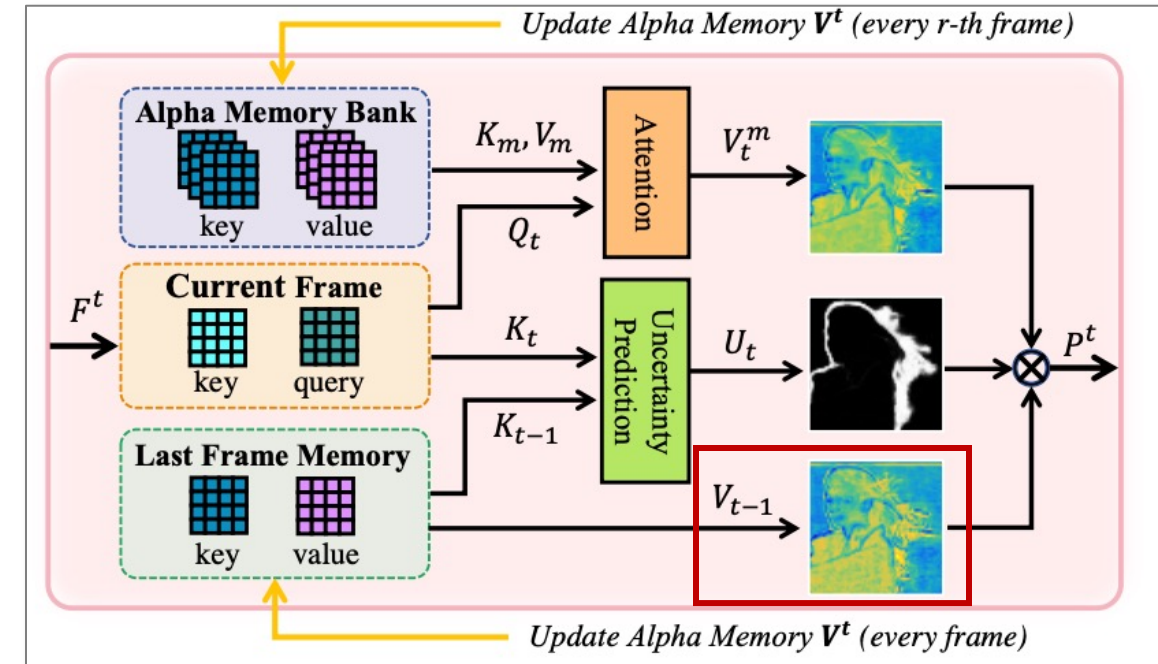 Update Alpha Memory V^t (every r-th frame)
Alpha Memory Bank
key value
K_m, V_m
Q_t
Attention
V_t^m
F^t
Current Frame
key query
K_t
K_{t-1}
Uncertainty
Prediction
U_t
P^t
Last Frame Memory
key value
V_{t-1}
Update Alpha Memory V^t (every frame)